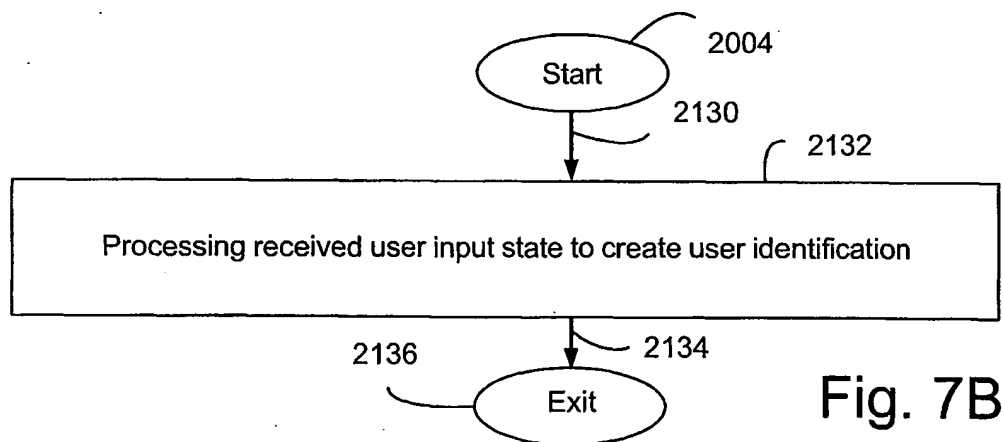 2004
Start
2130
2132
Processing received user input state to create user identification
2136
2134
Exit
Fig. 7B